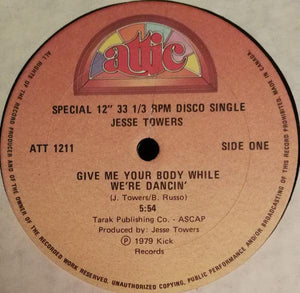 attic
SPECIAL 12" 33 1/3 RPM DISCO SINGLE
JESSE TOWERS
ATT 1211
SIDE ONE
GIVE ME YOUR BODY WHILE
WE'RE DANCIN'
(J. Towers/B. Russo)
5:54
Tarak Publishing Co. - ASCAP
Produced by: Jesse Towers
Ⓟ 1979 Kick
Records
ALL RIGHTS OF THE RECORD PRODUCER AND OF THE OWNER OF THE RECORDED WORK RESERVED. UNAUTHORIZED COPYING, PUBLIC PERFORMANCE AND/OR BROADCASTING OF THIS RECORD PROHIBITED. MADE IN CANADA.